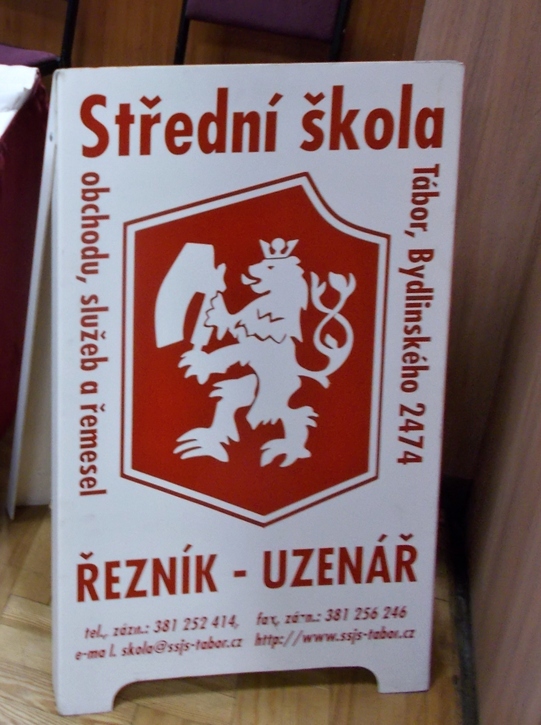 Střední škola
obchodu, služeb a řemesel
Tábor, Bydlinského 2474
ŘEZNÍK - UZENÁŘ
tel., zázn.: 381 252 414, fax, zázn.: 381 256 246
e-mail. skola@ssjs-tabor.cz http://www.ssjs-tabor.cz